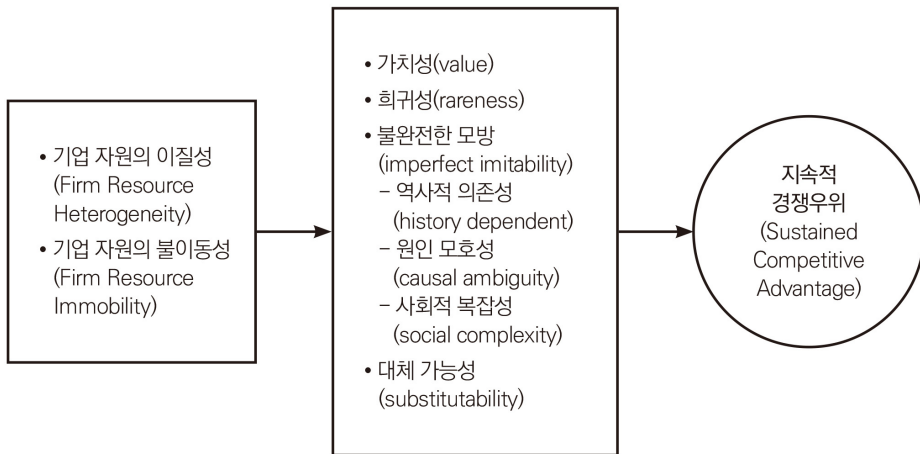 • 기업 자원의 이질성
(Firm Resource
Heterogeneity)
• 기업 자원의 불이동성
(Firm Resource
Immobility)
• 가치성(value)
• 희귀성(rareness)
• 불완전한 모방
(imperfect imitability)
– 역사적 의존성
(history dependent)
– 원인 모호성
(causal ambiguity)
– 사회적 복잡성
(social complexity)
• 대체 가능성
(substitutability)
지속적
경쟁우위
(Sustained
Competitive
Advantage)